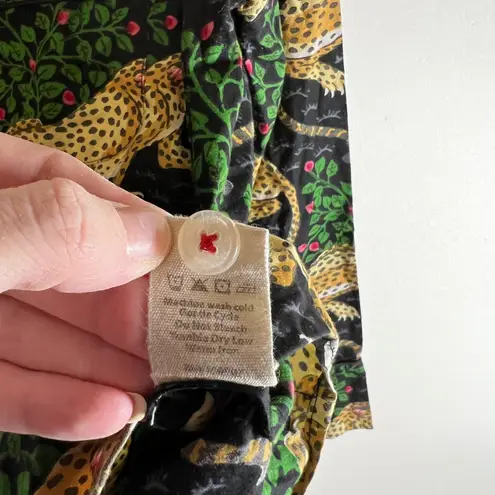 Machine wash cold
Gentle Cycle
Do Not Bleach
Tumble Dry Low
Warm Iron